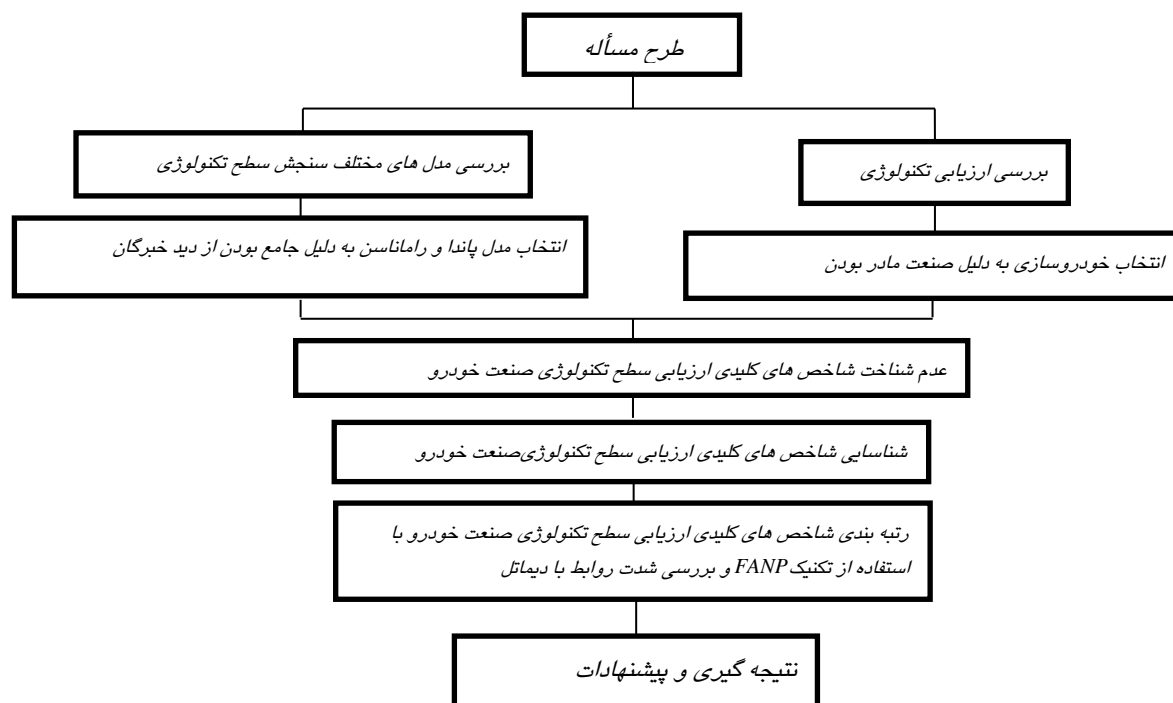 طرح مسأله
بررسی ارزیابی تکنولوژی
بررسی مدل های مختلف سنجش سطح تکنولوژی
انتخاب خودروسازی به دلیل صنعت مادر بودن
انتخاب مدل پاندا و راماناسن به دلیل جامع بودن از دید خبرگان
عدم شناخت شاخص های کلیدی ارزیابی سطح تکنولوژی صنعت خودرو
شناسایی شاخص های کلیدی ارزیابی سطح تکنولوژی‌صنعت خودرو
رتبه بندی شاخص های کلیدی ارزیابی سطح تکنولوژی صنعت خودرو با
استفاده از تکنیک FANP و بررسی شدت روابط با دیماتل
نتیجه گیری و پیشنهادات